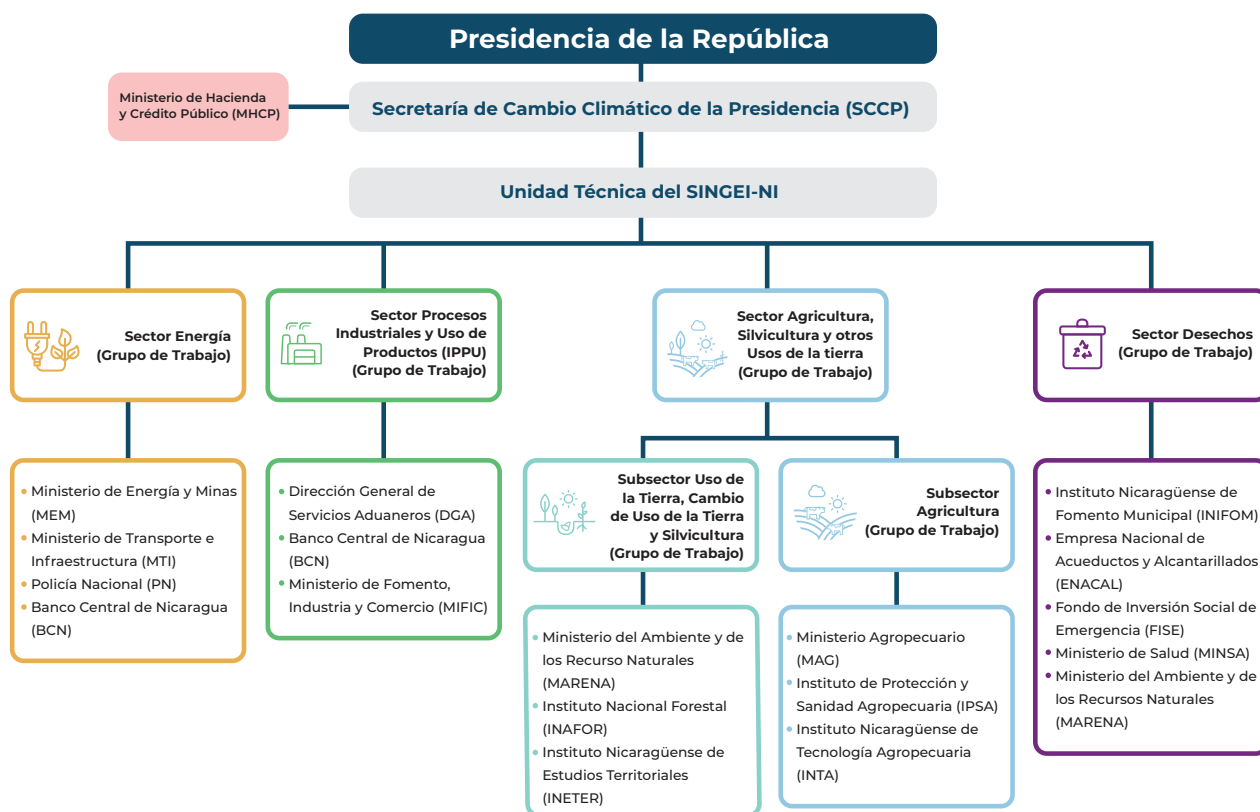 Presidencia de la República
Ministerio de Hacienda
y Crédito Público (MHCP)
Secretaría de Cambio Climático de la Presidencia (SCCP)
Unidad Técnica del SINGEI-NI
Sector Energía
(Grupo de Trabajo)
Sector Procesos
Industriales y Uso de
Productos (IPPU)
(Grupo de Trabajo)
Sector Agricultura,
Silvicultura y otros
Usos de la tierra
(Grupo de Trabajo)
Sector Desechos
(Grupo de Trabajo)
• Ministerio de Energía y Minas
(MEM)
• Ministerio de Transporte e
Infraestructura (MTI)
• Policía Nacional (PN)
• Banco Central de Nicaragua
(BCN)
• Dirección General de
Servicios Aduaneros (DGA)
• Banco Central de Nicaragua
(BCN)
• Ministerio de Fomento,
Industria y Comercio (MIFIC)
Subsector Uso de
la Tierra, Cambio
de Uso de la Tierra
y Silvicultura
(Grupo de Trabajo)
Subsector
Agricultura
(Grupo de Trabajo)
• Ministerio del Ambiente y de
los Recurso Naturales
(MARENA)
• Instituto Nacional Forestal
(INAFOR)
• Instituto Nicaragüense de
Estudios Territoriales
(INETER)
• Ministerio Agropecuario
(MAG)
• Instituto de Protección y
Sanidad Agropecuaria (IPSA)
• Instituto Nicaragüense de
Tecnología Agropecuaria
(INTA)
• Instituto Nicaragüense de
Fomento Municipal (INIFOM)
• Empresa Nacional de
Acueductos y Alcantarillados
(ENACAL)
• Fondo de Inversión Social de
Emergencia (FISE)
• Ministerio de Salud (MINSA)
• Ministerio del Ambiente y de
los Recursos Naturales
(MARENA)